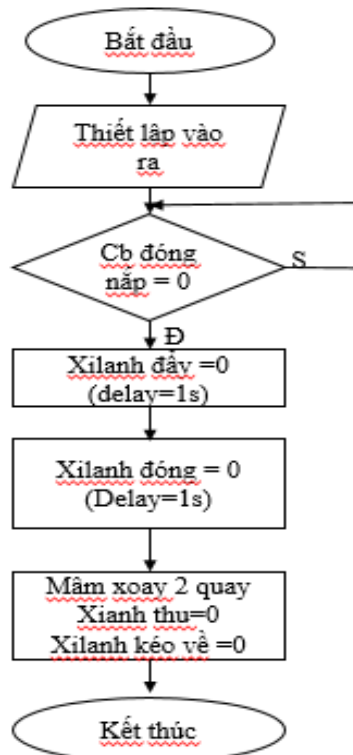 Bắt đầu
Thiết lập vào
ra
Cb đóng
nắp = 0
S
Đ
Xilanh đẩy =0
(delay=1s)
Xilanh đóng = 0
(Delay=1s)
Mâm xoay 2 quay
Xianh thu=0
Xilanh kéo về =0
Kết thúc